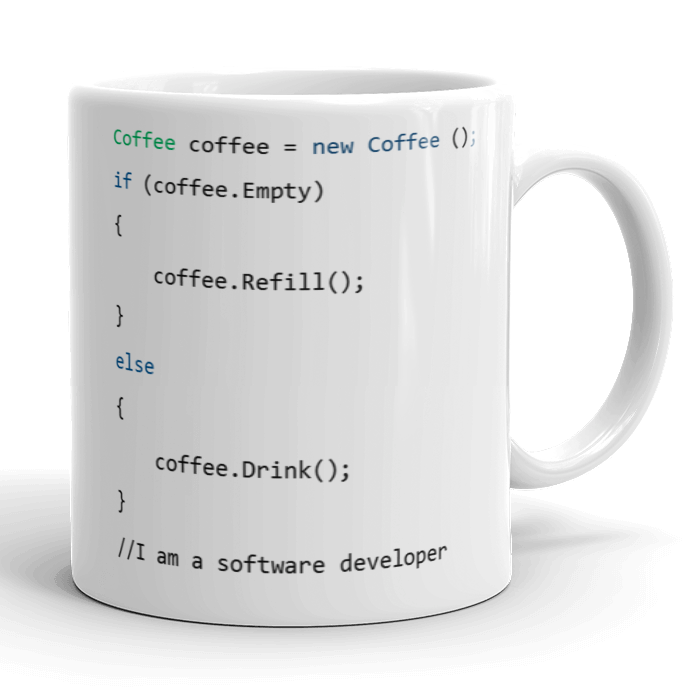 Coffee coffee = new Coffee ();
if (coffee.Empty)
{
coffee.Refill();
}
else
{
coffee.Drink();
}
//I am a software developer